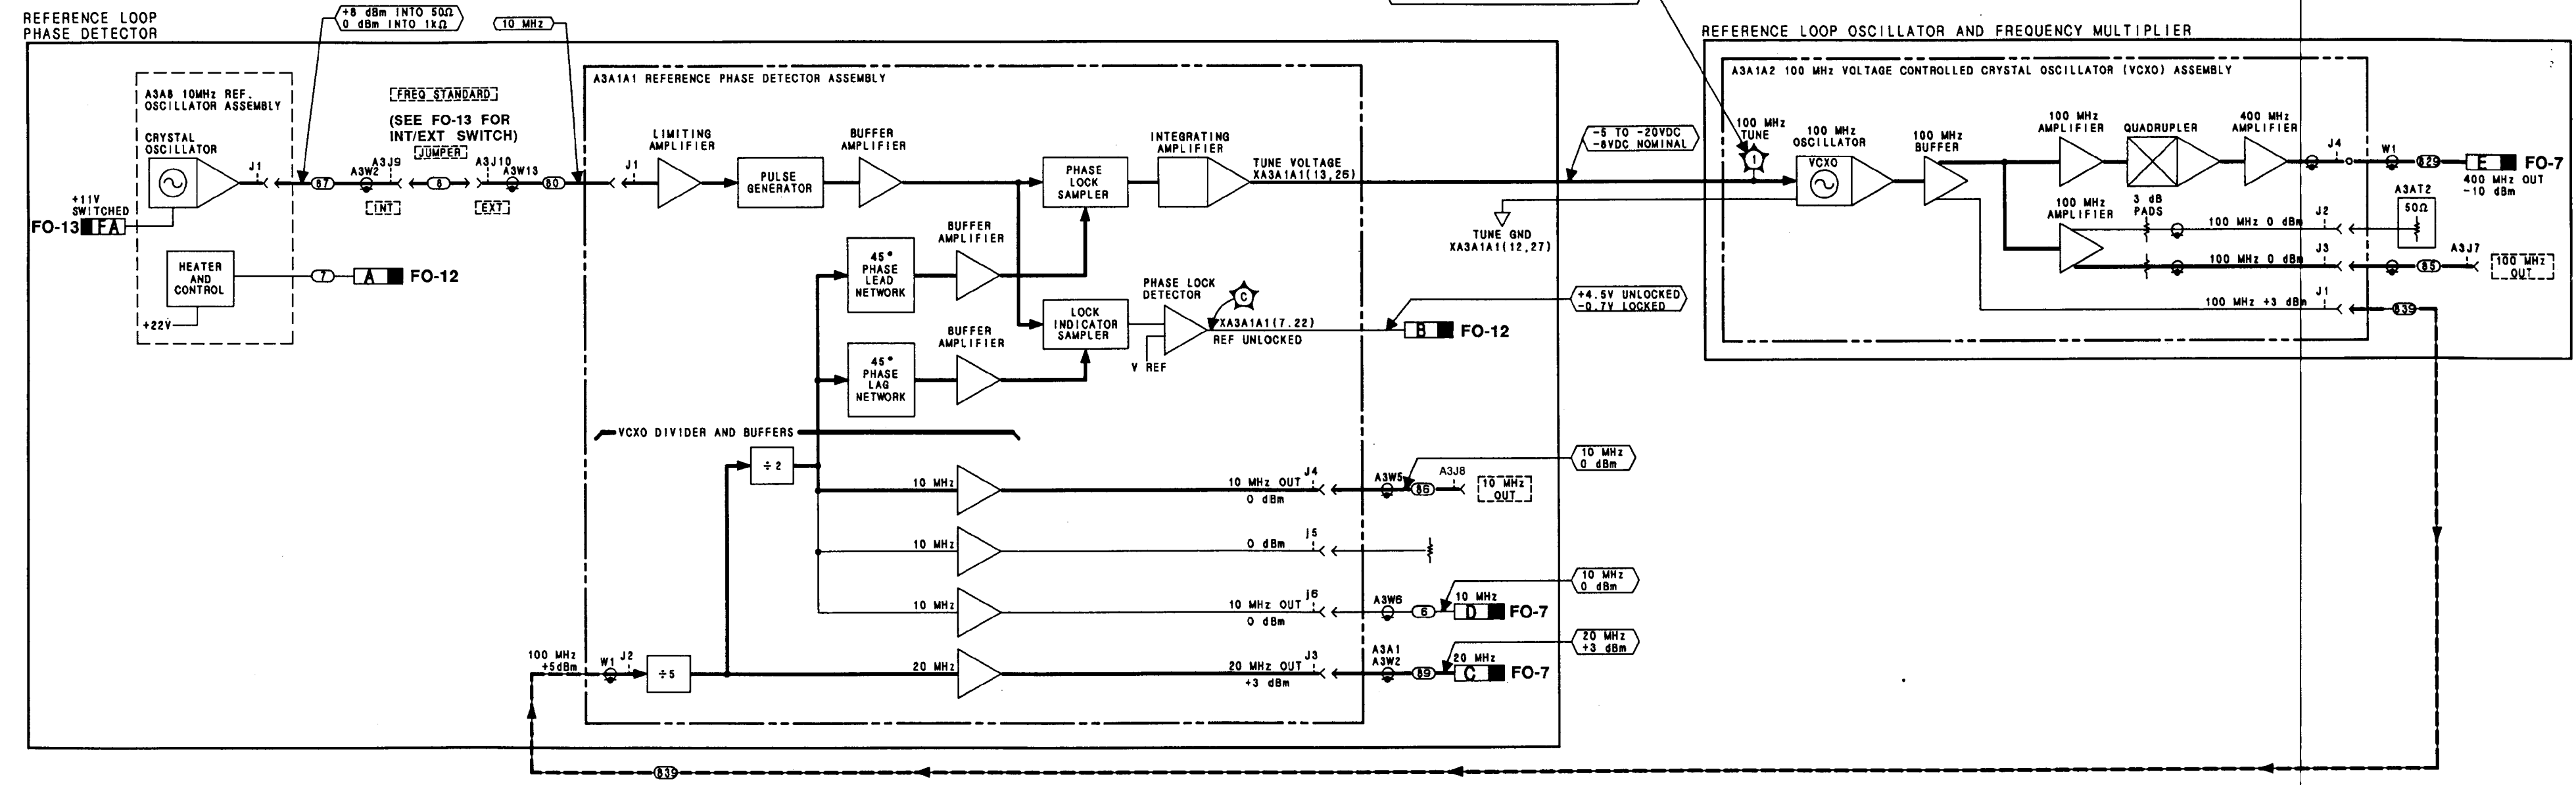 REFERENCE LOOP
PHASE DETECTOR
+8 dBm INTO 50Ω
0 dBm INTO 1kΩ
10 MHz
A3A8 10MHz REF.
OSCILLATOR ASSEMBLY
CRYSTAL
OSCILLATOR
J1
87
+11V
SWITCHED
FO-13 FA
HEATER
AND
CONTROL
+22V
7
A FO-12
FREQ STANDARD
(SEE FO-13 FOR
INT/EXT SWITCH)
JUMPER
A3J9
A3W2
8
A3J10
A3W13
80
INT
EXT
A3A1A1 REFERENCE PHASE DETECTOR ASSEMBLY
J1
LIMITING
AMPLIFIER
PULSE
GENERATOR
BUFFER
AMPLIFIER
PHASE
LOCK
SAMPLER
INTEGRATING
AMPLIFIER
TUNE VOLTAGE
XA3A1A1(13,26)
45°
PHASE
LEAD
NETWORK
BUFFER
AMPLIFIER
45°
PHASE
LAG
NETWORK
BUFFER
AMPLIFIER
LOCK
INDICATOR
SAMPLER
PHASE LOCK
DETECTOR
C
XA3A1A1(7.22)
REF UNLOCKED
V REF
+4.5V UNLOCKED
-0.7V LOCKED
B FO-12
VCXO DIVIDER AND BUFFERS
÷2
10 MHz
10 MHz OUT
0 dBm
J4
A3W5
86
A3J8
10 MHz
OUT
10 MHz
0 dBm
10 MHz
0 dBm
j5
10 MHz
10 MHz OUT
0 dBm
j6
A3W6
6
10 MHz
D FO-7
10 MHz
0 dBm
100 MHz
+5dBm
W1
J2
÷5
20 MHz
20 MHz OUT
+3 dBm
J3
A3A1
A3W2
89
20 MHz
C FO-7
20 MHz
+3 dBm
839
-5 TO -20VDC
-8VDC NOMINAL
TUNE GND
XA3A1A1(12,27)
REFERENCE LOOP OSCILLATOR AND FREQUENCY MULTIPLIER
A3A1A2 100 MHz VOLTAGE CONTROLLED CRYSTAL OSCILLATOR (VCXO) ASSEMBLY
100 MHz
TUNE
1
100 MHz
OSCILLATOR
VCXO
100 MHz
BUFFER
100 MHz
AMPLIFIER
QUADRUPLER
400 MHz
AMPLIFIER
J4
W1
829
E FO-7
400 MHz OUT
-10 dBm
100 MHz
AMPLIFIER
3 dB
PADS
100 MHz 0 dBm
J2
A3AT2
50Ω
100 MHz 0 dBm
J3
85
A3J7
100 MHz
OUT
100 MHz +3 dBm
J1
839